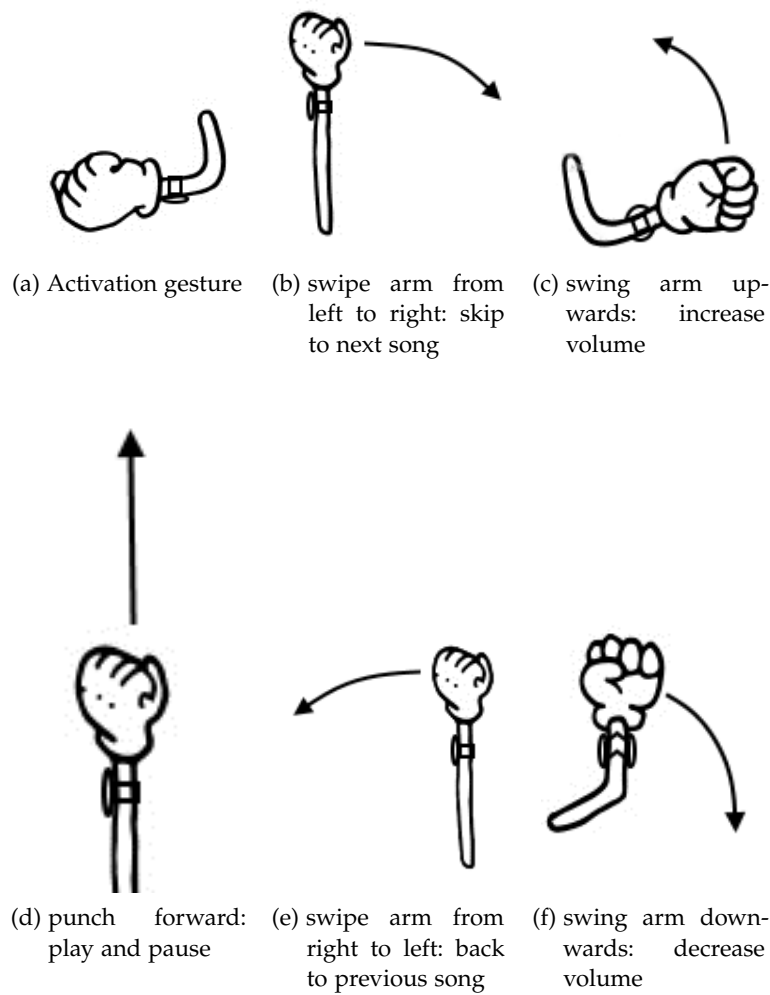 (a) Activation gesture
(b) swipe arm from
left to right: skip
to next song
(c) swing arm up-
wards: increase
volume
(d) punch forward:
play and pause
(e) swipe arm from
right to left: back
to previous song
(f) swing arm down-
wards: decrease
volume